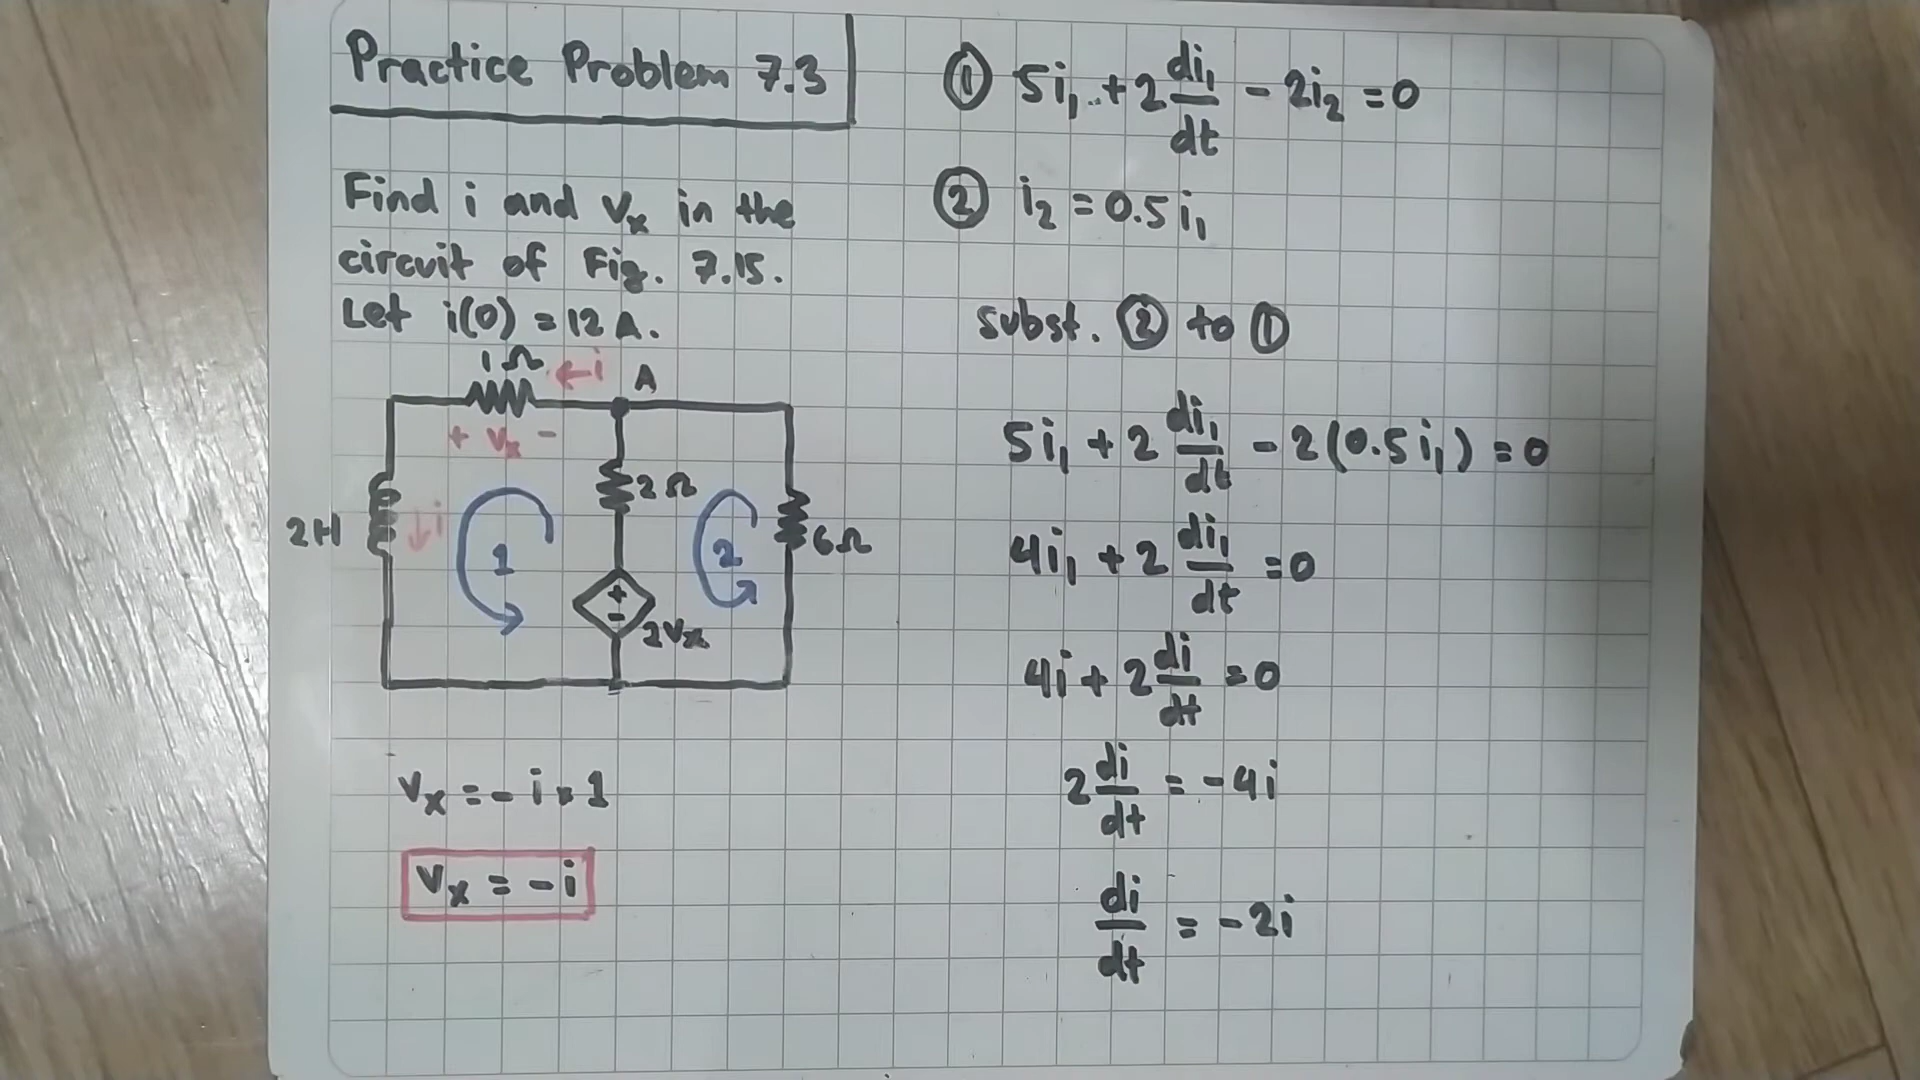 Practice Problem 7.3
Find i and vx in the
circuit of Fig. 7.15.
Let i(0) = 12 A.
1Ω
← i
A
+ vx -
2H
↓ i
1
2Ω
2
6Ω
+
-
2vx
vx = - i · 1
vx = - i
① 5i₁ + 2 di₁/dt - 2i₂ = 0
② i₂ = 0.5 i₁
subst. ② to ①
5i₁ + 2 di₁/dt - 2(0.5 i₁) = 0
4i₁ + 2 di₁/dt = 0
4i + 2 di/dt = 0
2 di/dt = -4i
di/dt = -2i